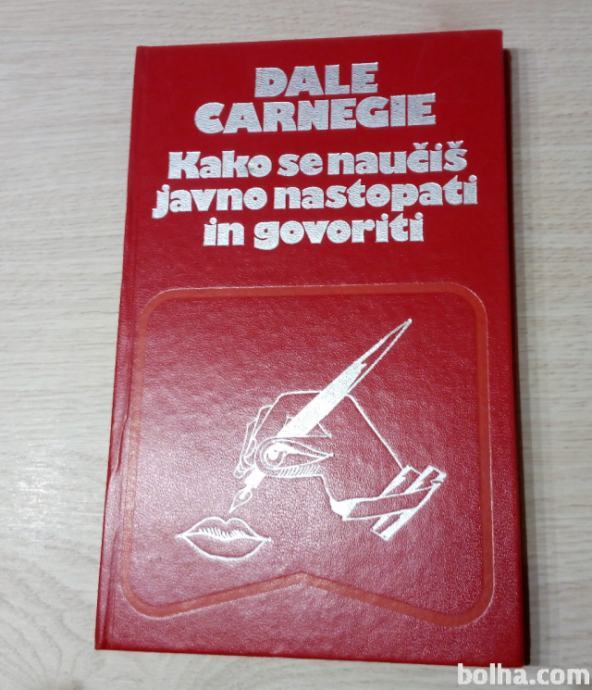 DALE
CARNEGIE
Kako se naučiš
javno nastopati
in govoriti
bolha.com